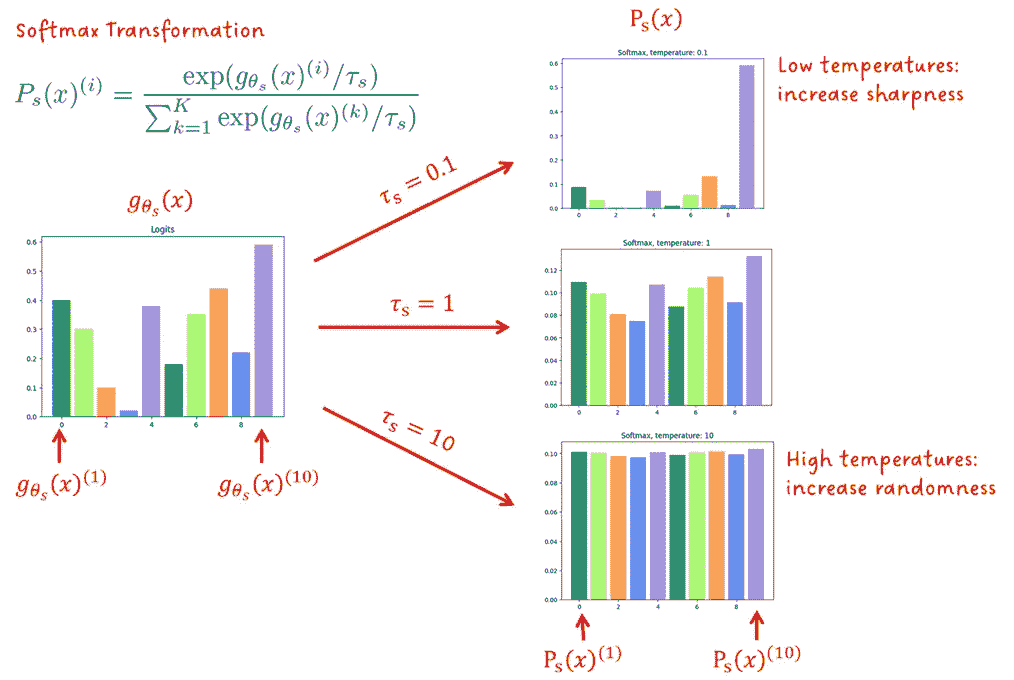 Softmax Transformation
P_s(x)^{(i)} = \frac{\exp(g_{\theta_s}(x)^{(i)}/\tau_s)}{\sum_{k=1}^{K} \exp(g_{\theta_s}(x)^{(k)}/\tau_s)}
g_{θ_s}(x)
Logits
0.6
0.5
0.4
0.3
0.2
0.1
0.0
0 2 4 6 8
g_{θ_s}(x)^{(1)}
g_{θ_s}(x)^{(10)}
τ_s = 0.1
τ_s = 1
τ_s = 10
P_s(x)
Softmax, temperature: 0.1
0.6
0.5
0.4
0.3
0.2
0.1
0.0
0 2 4 6 8
Low temperatures:
increase sharpness
Softmax, temperature: 1
0.12
0.10
0.08
0.06
0.04
0.02
0.00
0 2 4 6 8
Softmax, temperature: 10
0.10
0.08
0.06
0.04
0.02
0.00
0 2 4 6 8
High temperatures:
increase randomness
P_s(x)^{(1)}
P_s(x)^{(10)}